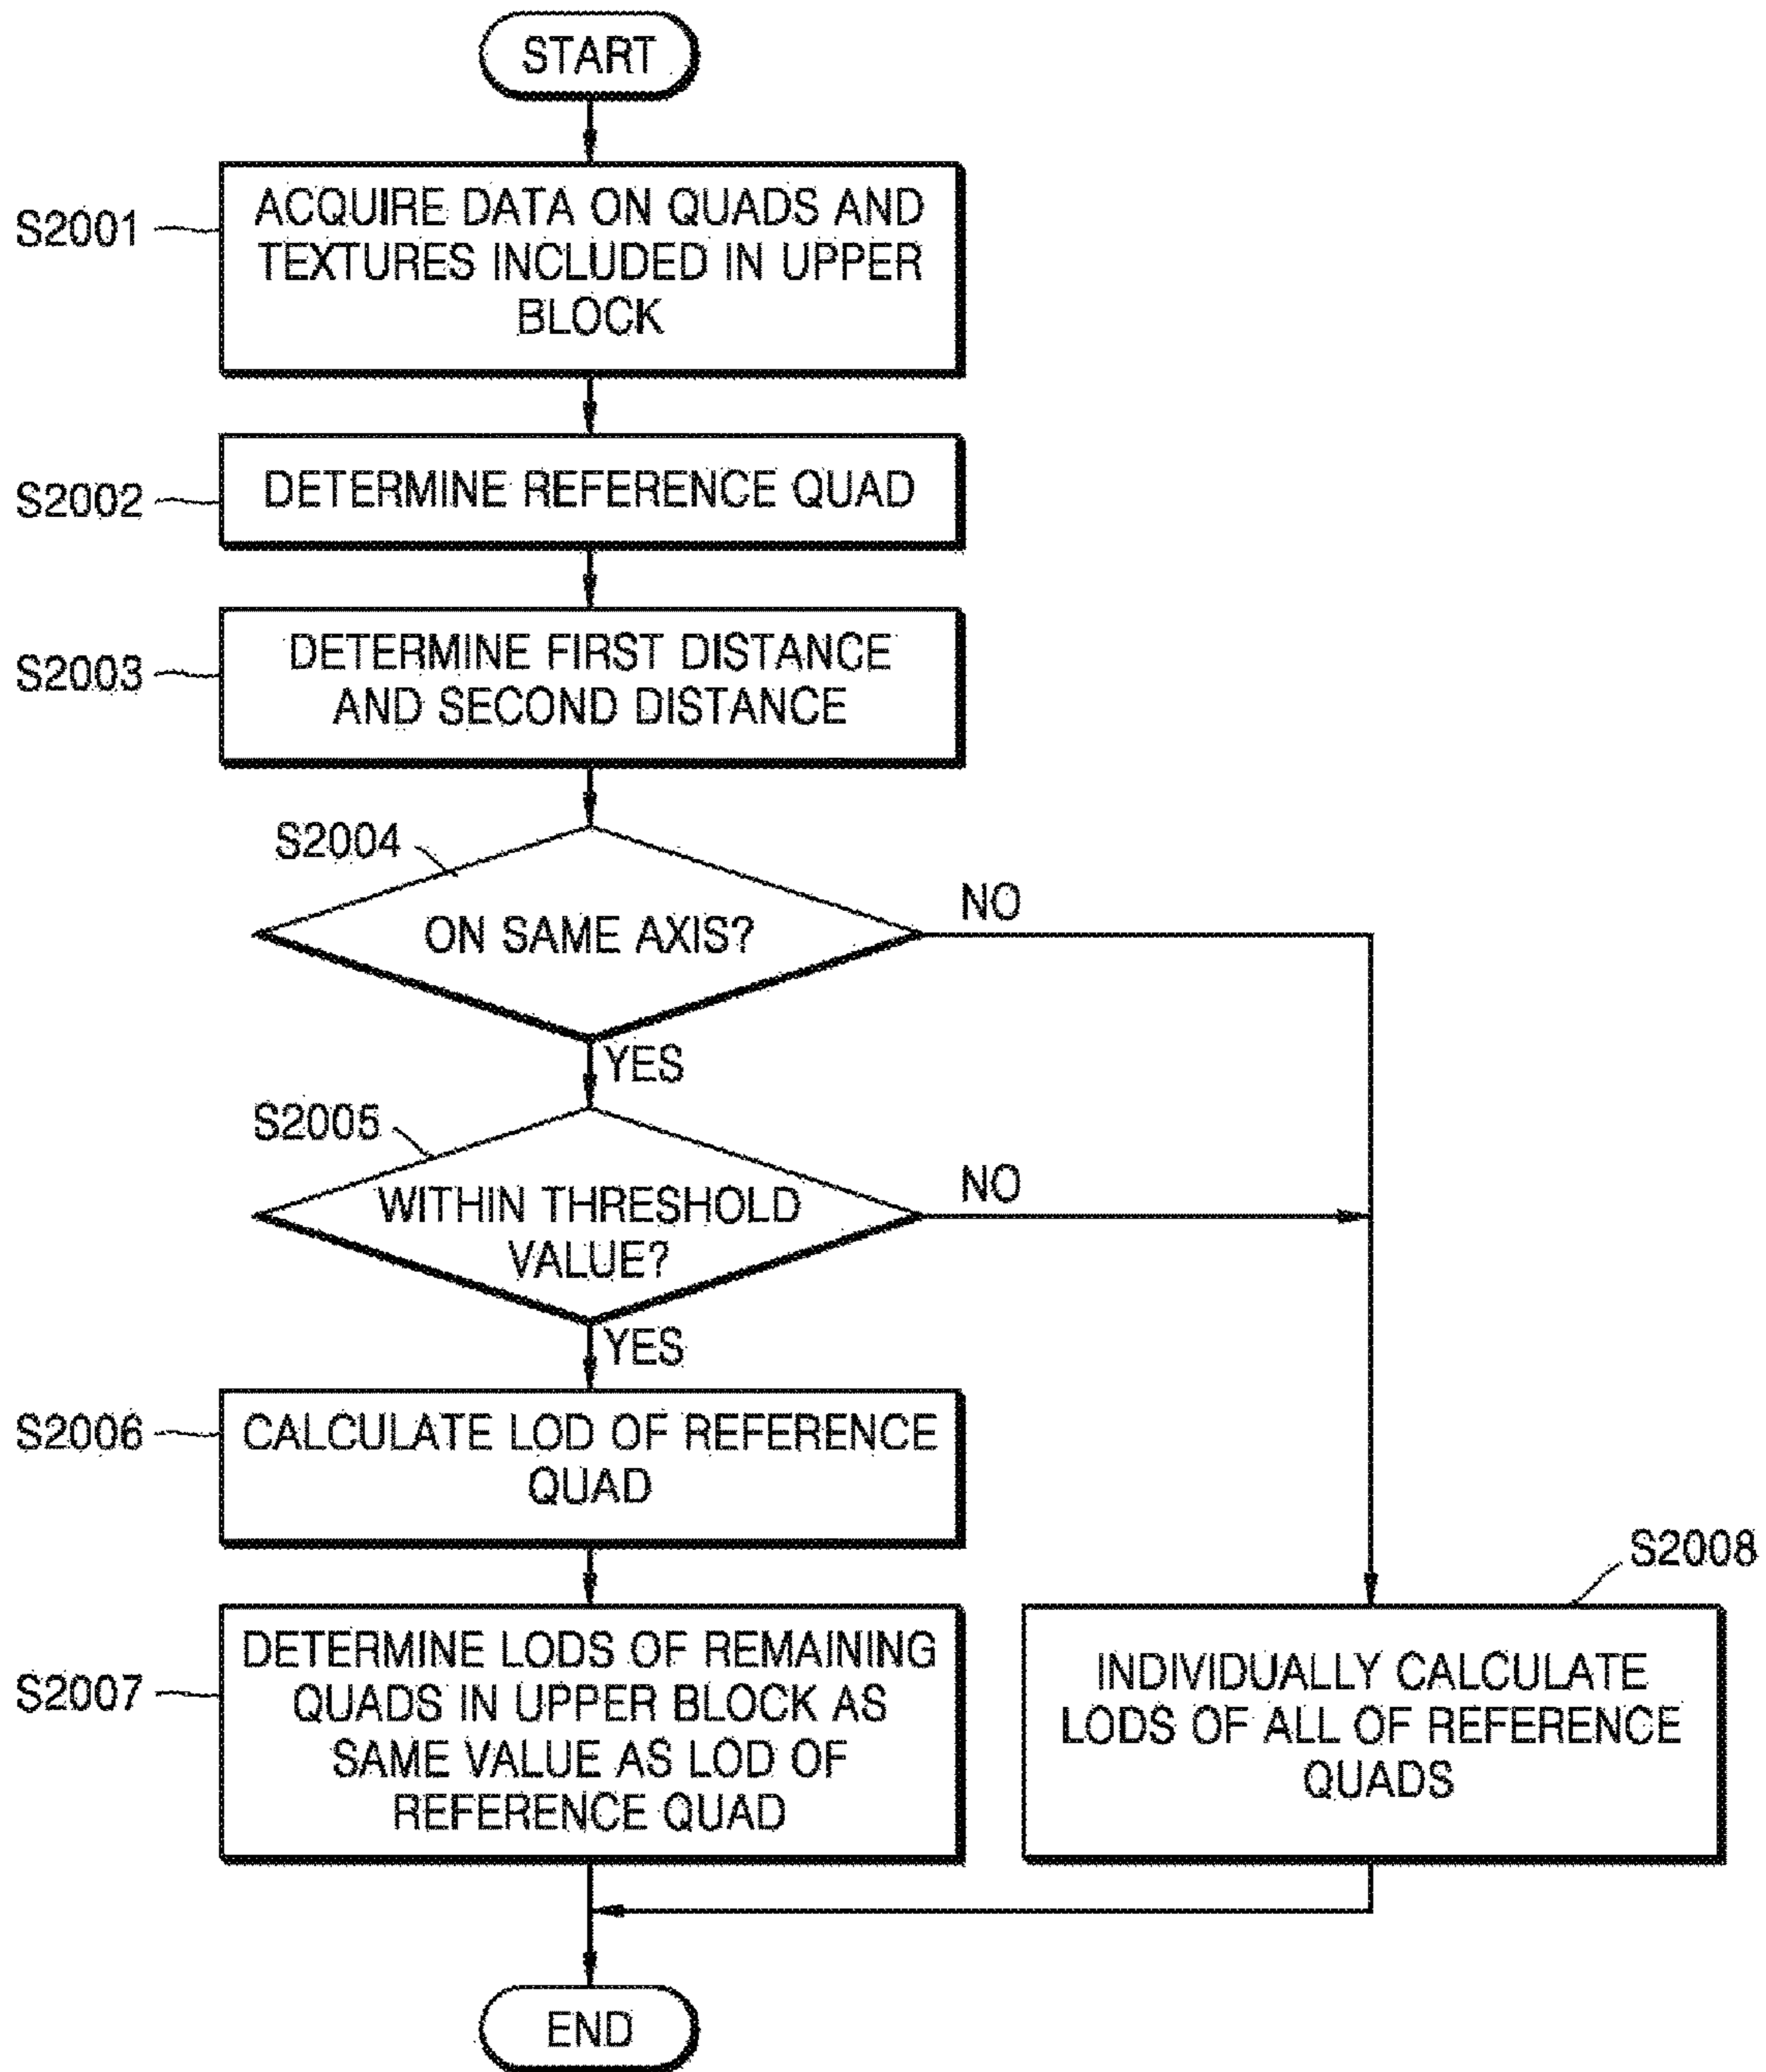 START
S2001
ACQUIRE DATA ON QUADS AND
TEXTURES INCLUDED IN UPPER
BLOCK
S2002
DETERMINE REFERENCE QUAD
S2003
DETERMINE FIRST DISTANCE
AND SECOND DISTANCE
S2004
ON SAME AXIS?
NO
YES
S2005
WITHIN THRESHOLD
VALUE?
NO
YES
S2006
CALCULATE LOD OF REFERENCE
QUAD
S2007
DETERMINE LODS OF REMAINING
QUADS IN UPPER BLOCK AS
SAME VALUE AS LOD OF
REFERENCE QUAD
S2008
INDIVIDUALLY CALCULATE
LODS OF ALL OF REFERENCE
QUADS
END